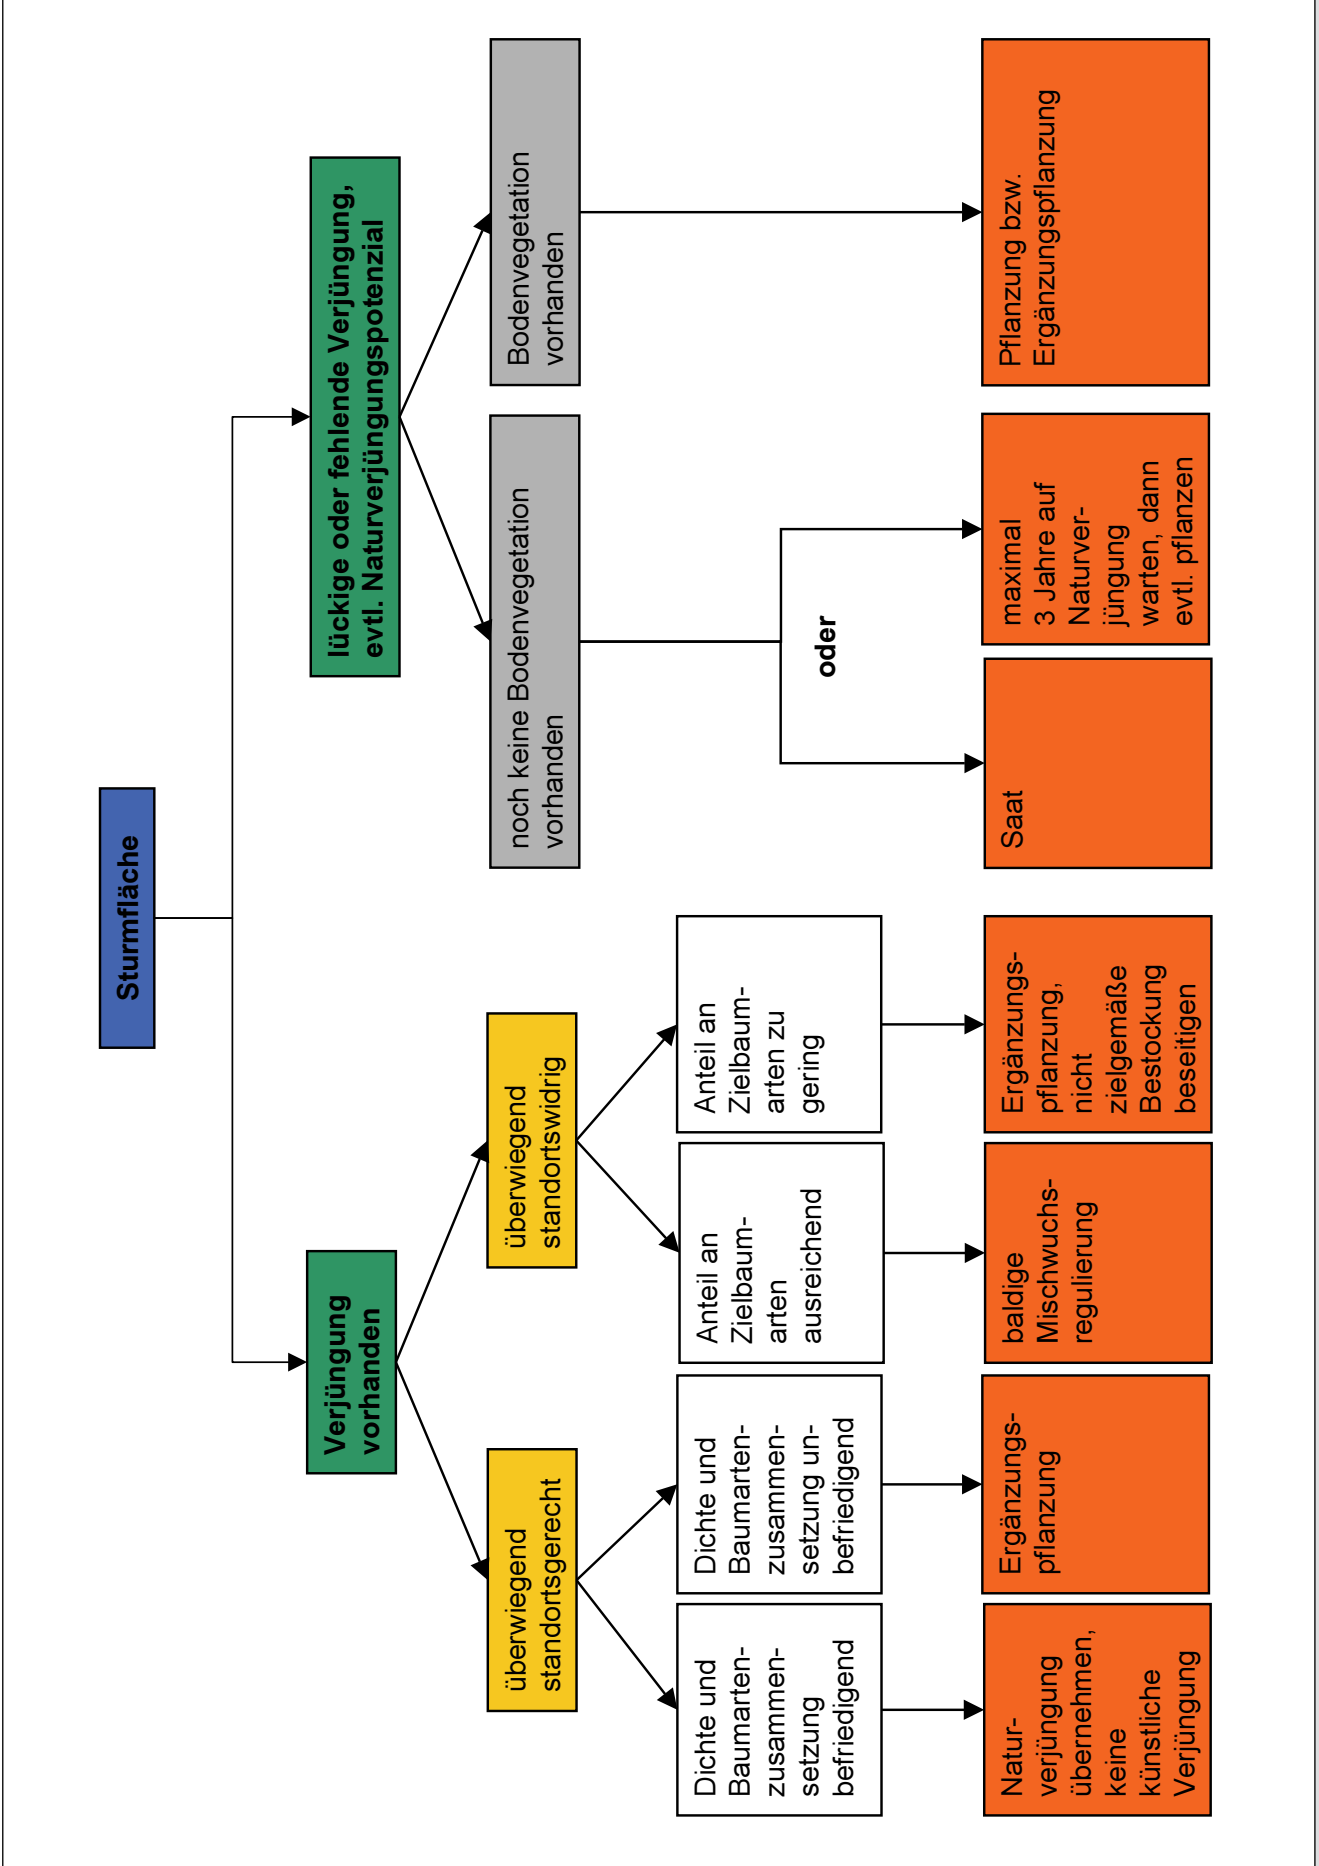 Sturmfläche
Verjüngung
vorhanden
lückige oder fehlende Verjüngung,
evtl. Naturverjüngungspotenzial
überwiegend
standortsgerecht
überwiegend
standortswidrig
noch keine Bodenvegetation
vorhanden
Bodenvegetation
vorhanden
Dichte und
Baumarten-
zusammen-
setzung
befriedigend
Dichte und
Baumarten-
zusammen-
setzung un-
befriedigend
Anteil an
Zielbaum-
arten
ausreichend
Anteil an
Zielbaum-
arten zu
gering
oder
Natur-
verjüngung
übernehmen,
keine
künstliche
Verjüngung
Ergänzungs-
pflanzung
baldige
Mischwuchs-
regulierung
Ergänzungs-
pflanzung,
nicht
zielgemäße
Bestockung
beseitigen
Saat
maximal
3 Jahre auf
Naturver-
jüngung
warten, dann
evtl. pflanzen
Pflanzung bzw.
Ergänzungspflanzung